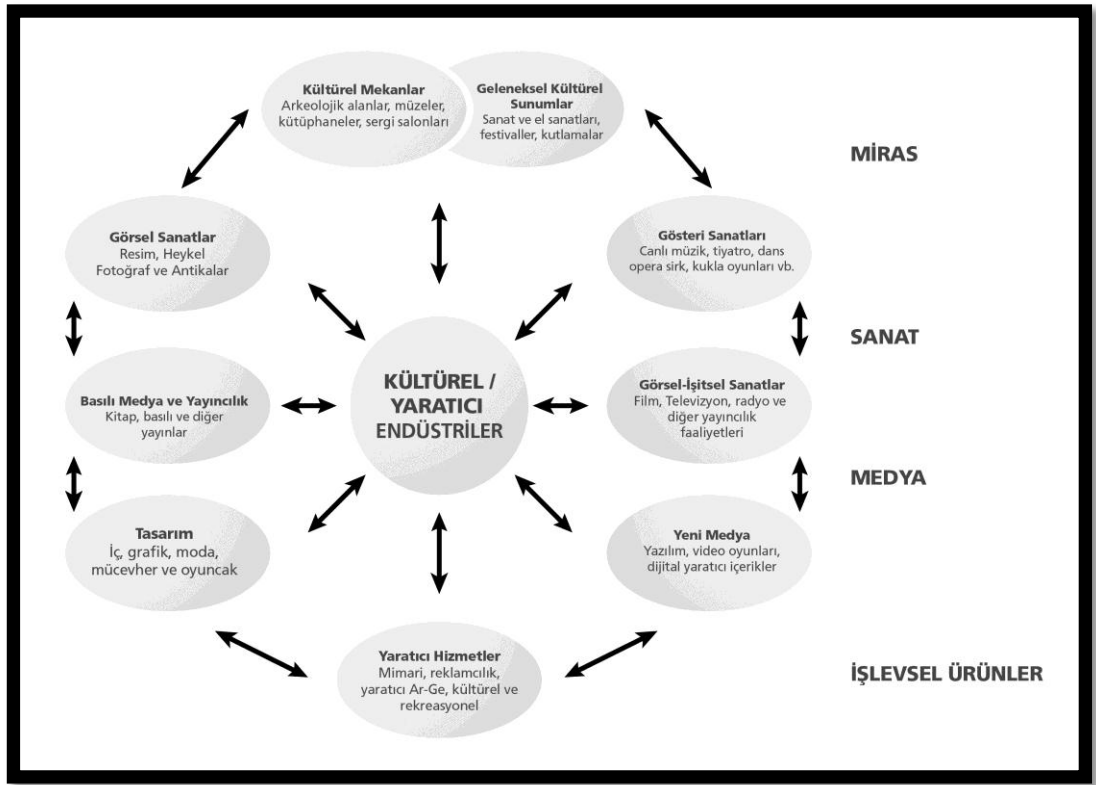 Kültürel Mekanlar
Arkeolojik alanlar, müzeler,
kütüphaneler, sergi salonları
Geleneksel Kültürel
Sunumlar
Sanat ve el sanatları,
festivaller, kutlamalar
MİRAS
Görsel Sanatlar
Resim, Heykel
Fotoğraf ve Antikalar
Gösteri Sanatları
Canlı müzik, tiyatro, dans
opera sirk, kukla oyunları vb.
SANAT
KÜLTÜREL /
YARATICI
ENDÜSTRİLER
Basılı Medya ve Yayıncılık
Kitap, basılı ve diğer
yayınlar
Görsel-İşitsel Sanatlar
Film, Televizyon, radyo ve
diğer yayıncılık
faaliyetleri
MEDYA
Tasarım
İç, grafik, moda,
mücevher ve oyuncak
Yeni Medya
Yazılım, video oyunları,
dijital yaratıcı içerikler
Yaratıcı Hizmetler
Mimari, reklamcılık,
yaratıcı Ar-Ge, kültürel ve
rekreasyonel
İŞLEVSEL ÜRÜNLER